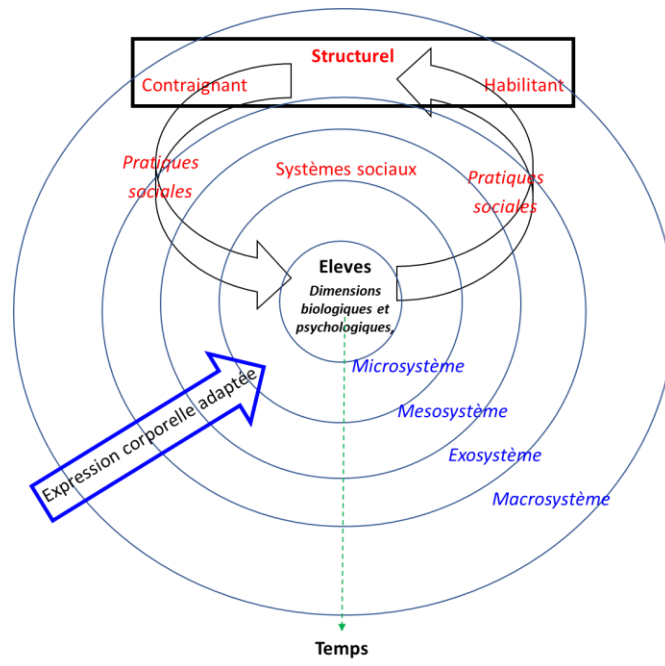 Structurel
Contraignant
Habilitant
Pratiques
sociales
Systèmes sociaux
Pratiques
sociales
Eleves
Dimensions
biologiques et
psychologiques,
Microsystème
Expression corporelle adaptée
Mesosystème
Exosystème
Macrosystème
Temps